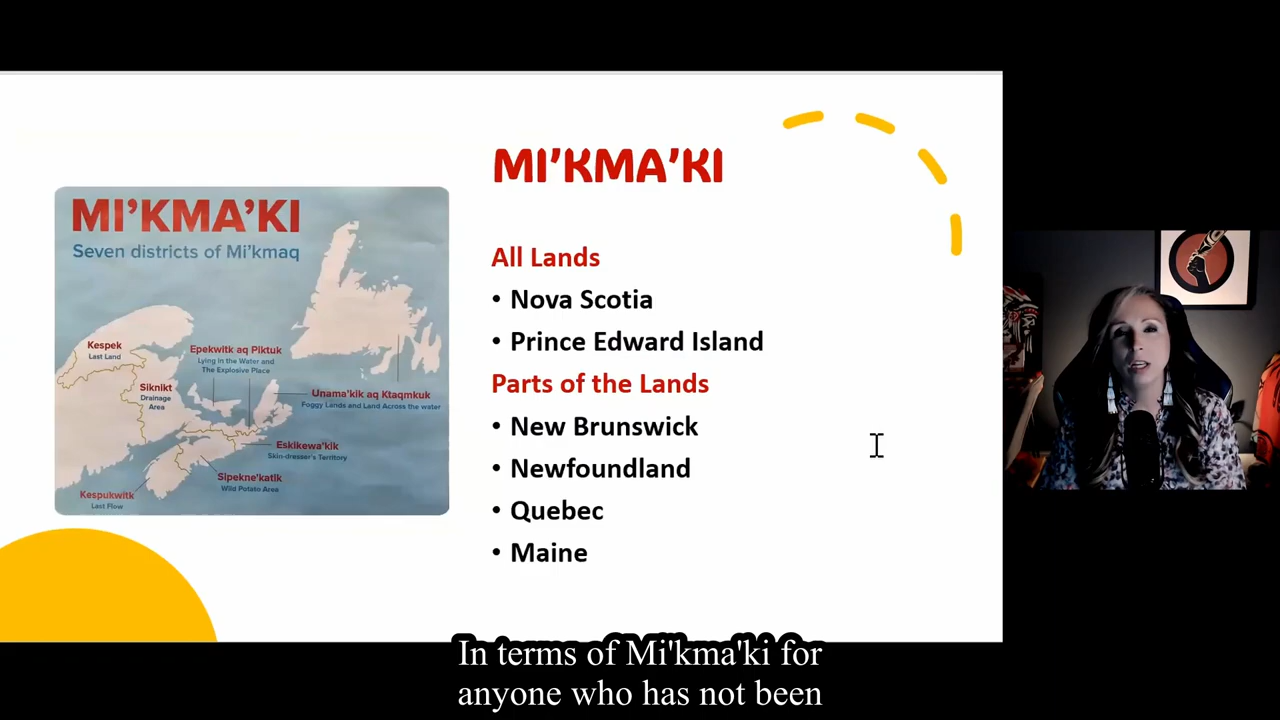 MI’KMA’KI
Seven districts of Mi’kmaq
Kespek
Last Land
Epekwitk aq Piktuk
Lying in the Water and
The Explosive Place
Siknikt
Drainage
Area
Unama’kik aq Ktaqmkuk
Foggy Lands and Land Across the water
Eskikewa’kik
Skin-dresser’s Territory
Sipekne’katik
Wild Potato Area
Kespukwitk
Last Flow
MI’KMA’KI
All Lands
• Nova Scotia
• Prince Edward Island
Parts of the Lands
• New Brunswick
• Newfoundland
• Quebec
• Maine
In terms of Mi'kma'ki for
anyone who has not been